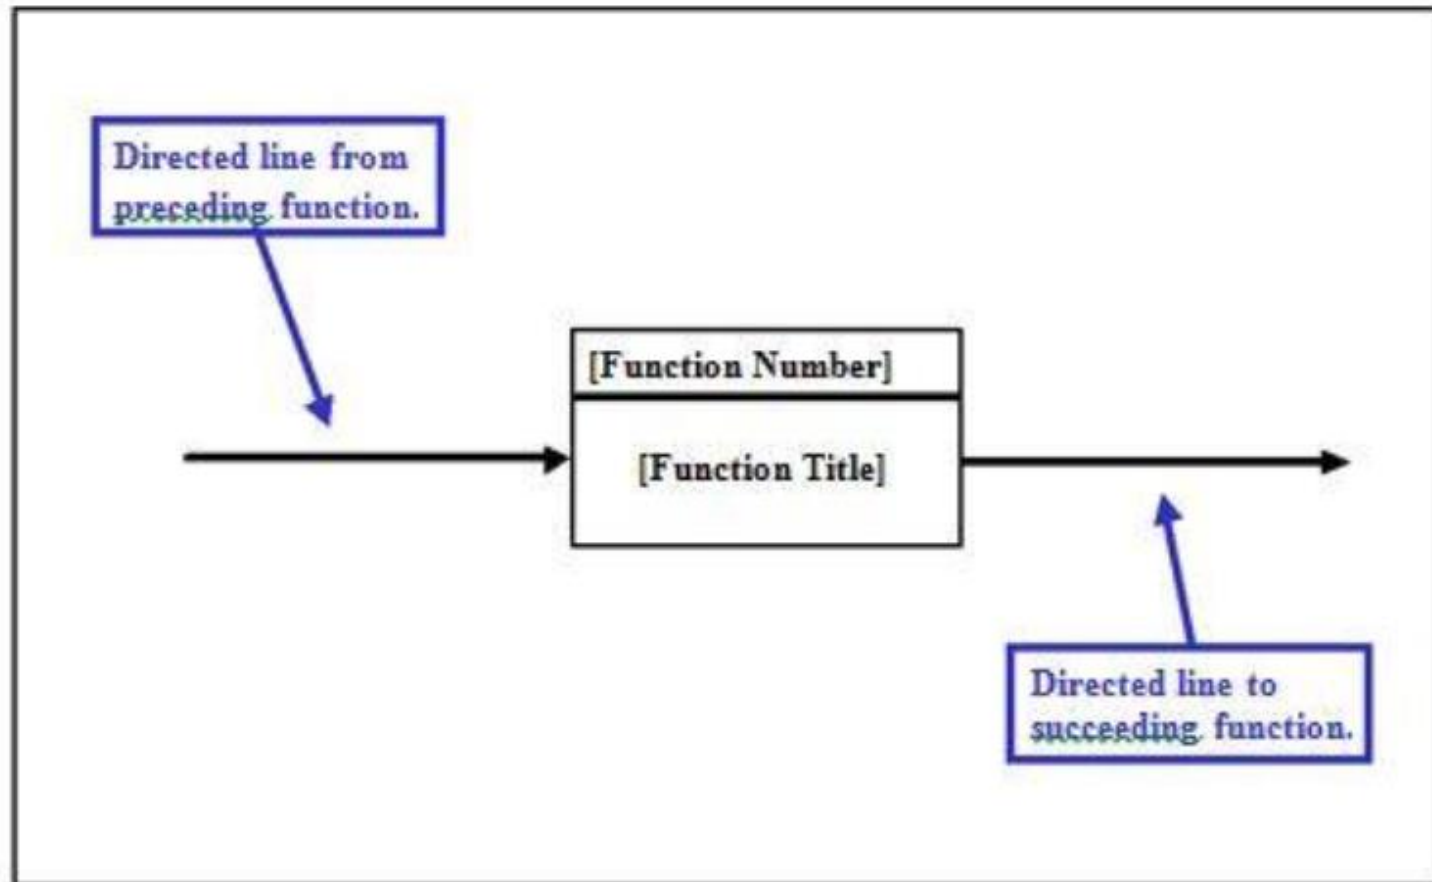 Directed line from
preceding function.
[Function Number]
[Function Title]
Directed line to
succeeding function.